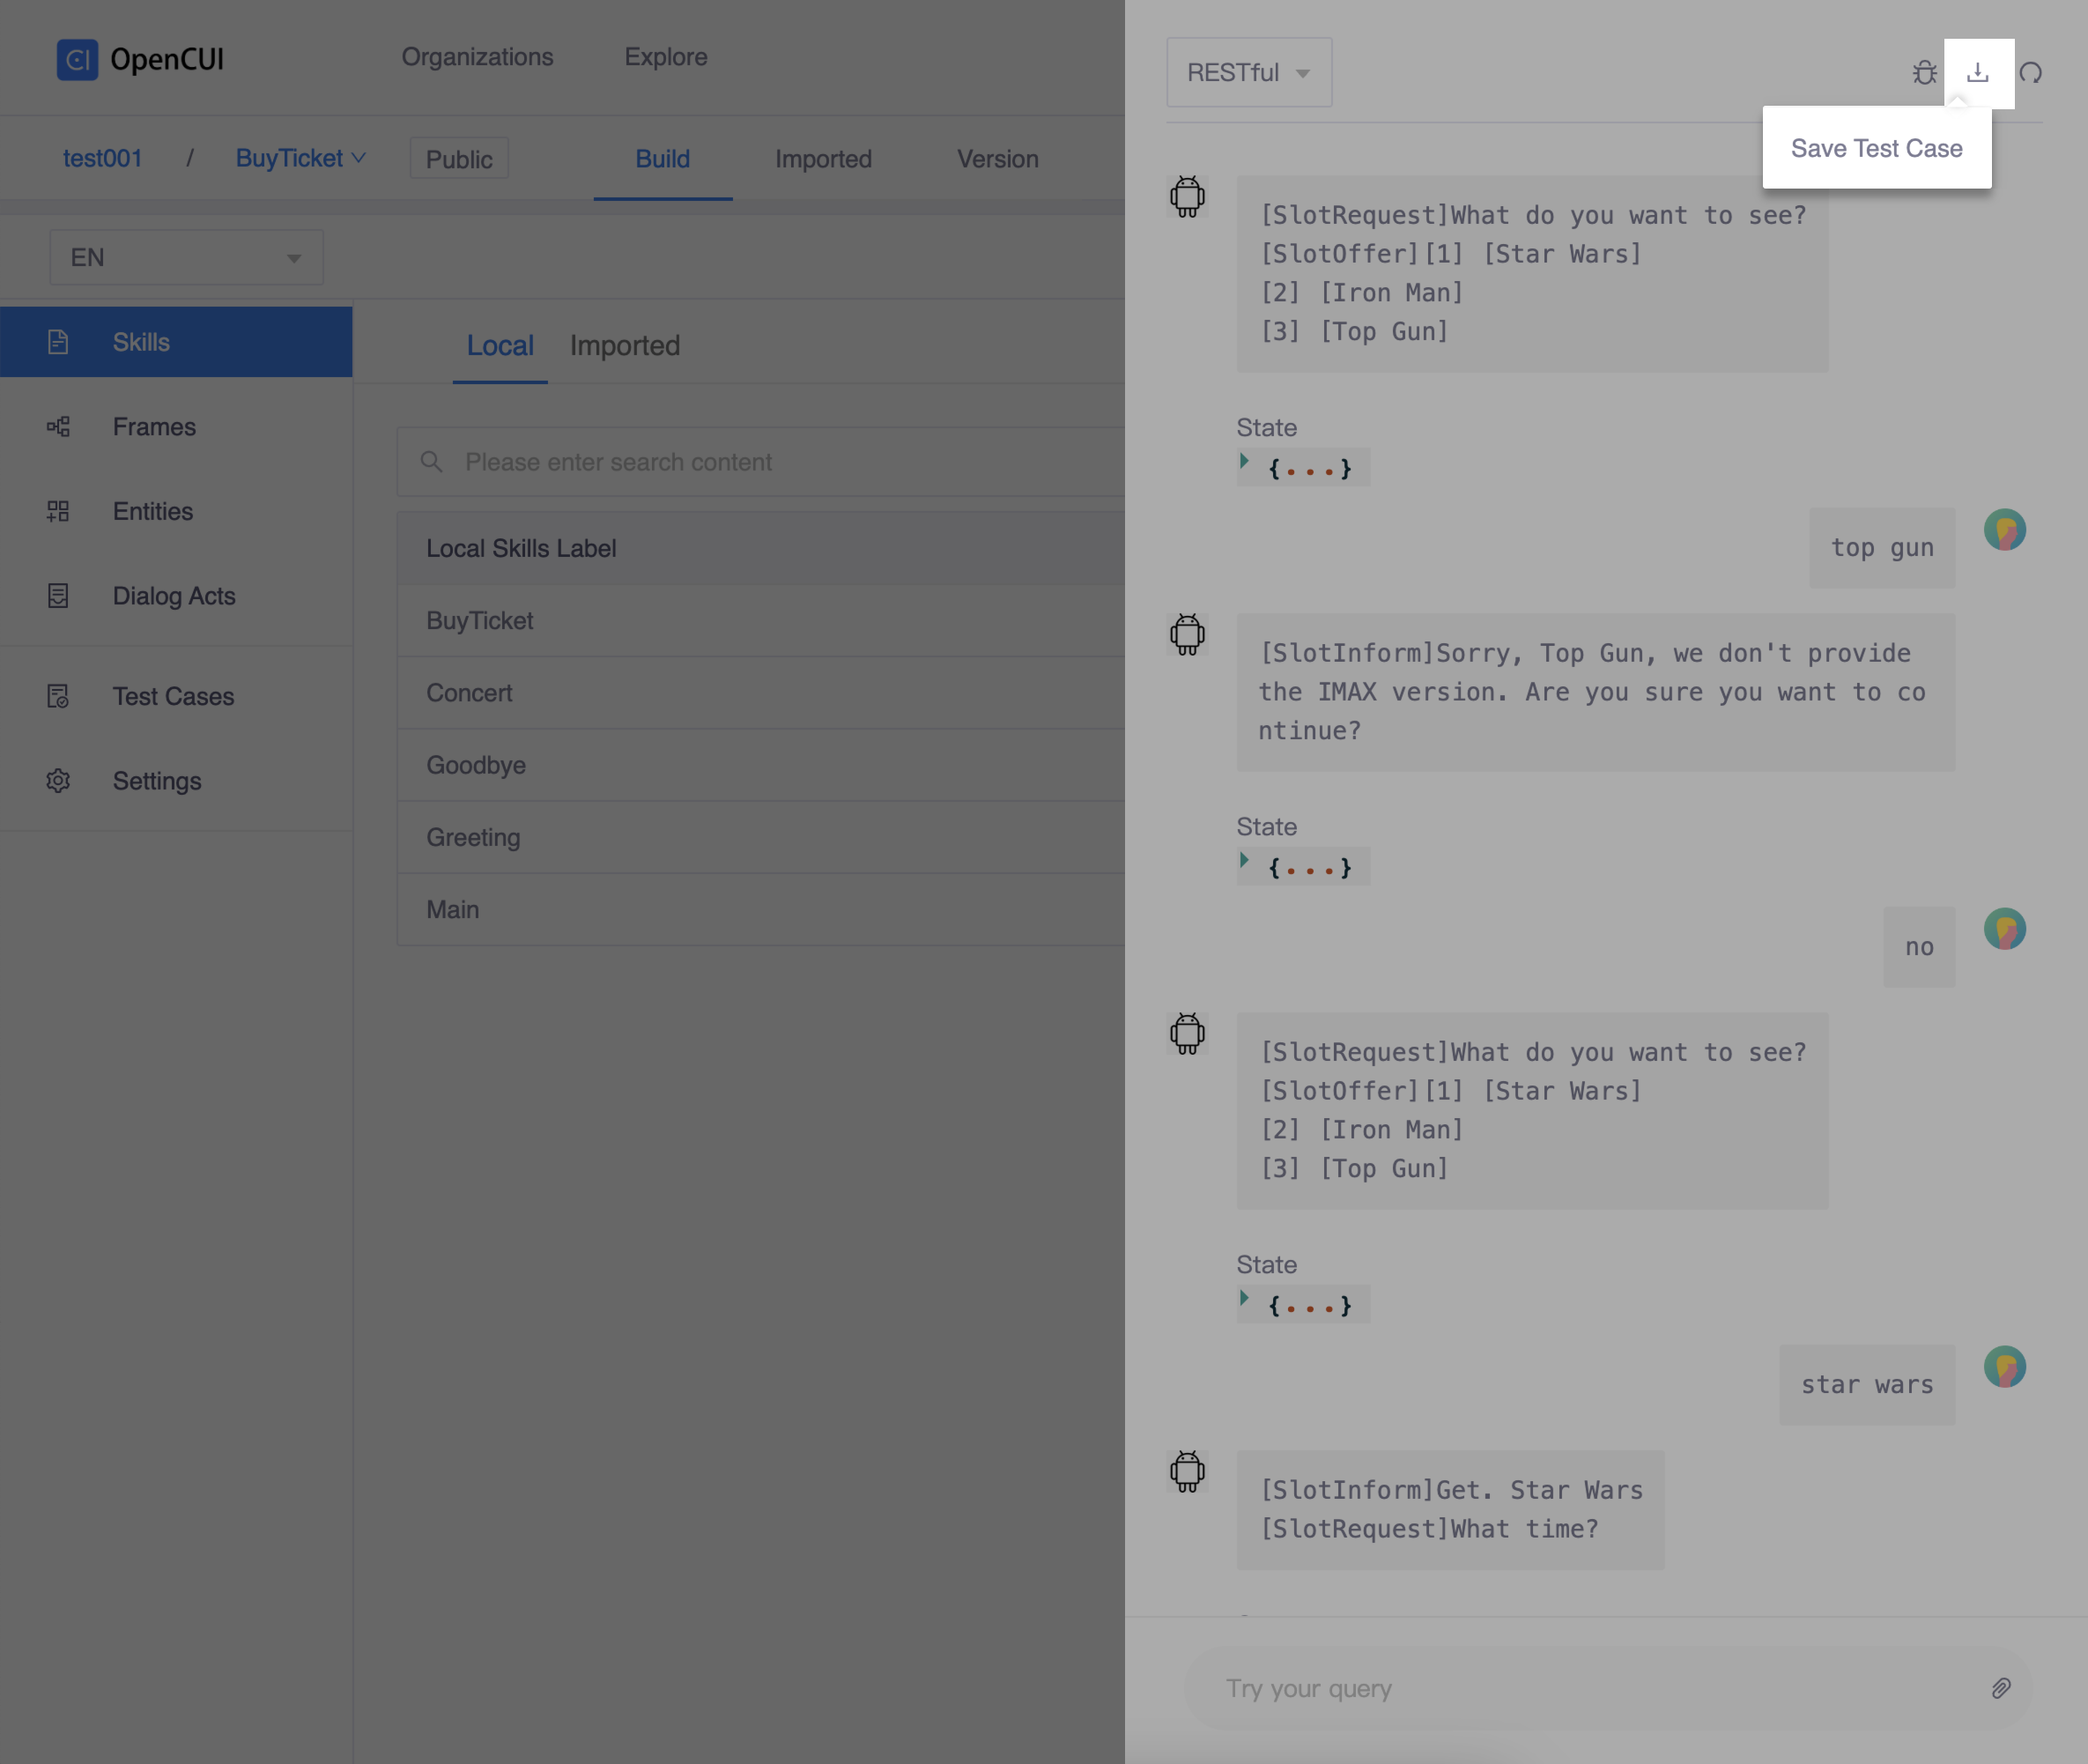 OpenCUI
Organizations
Explore
test001
/
BuyTicket
Public
Build
Imported
Version
EN
Skills
Frames
Entities
Dialog Acts
Test Cases
Settings
Local
Imported
Please enter search content
Local Skills Label
BuyTicket
Concert
Goodbye
Greeting
Main
RESTful
Save Test Case
[SlotRequest]What do you want to see?
[SlotOffer][1] [Star Wars]
[2] [Iron Man]
[3] [Top Gun]
State
{...}
top gun
[SlotInform]Sorry, Top Gun, we don't provide
the IMAX version. Are you sure you want to co
ntinue?
State
{...}
no
[SlotRequest]What do you want to see?
[SlotOffer][1] [Star Wars]
[2] [Iron Man]
[3] [Top Gun]
State
{...}
star wars
[SlotInform]Get. Star Wars
[SlotRequest]What time?
Try your query